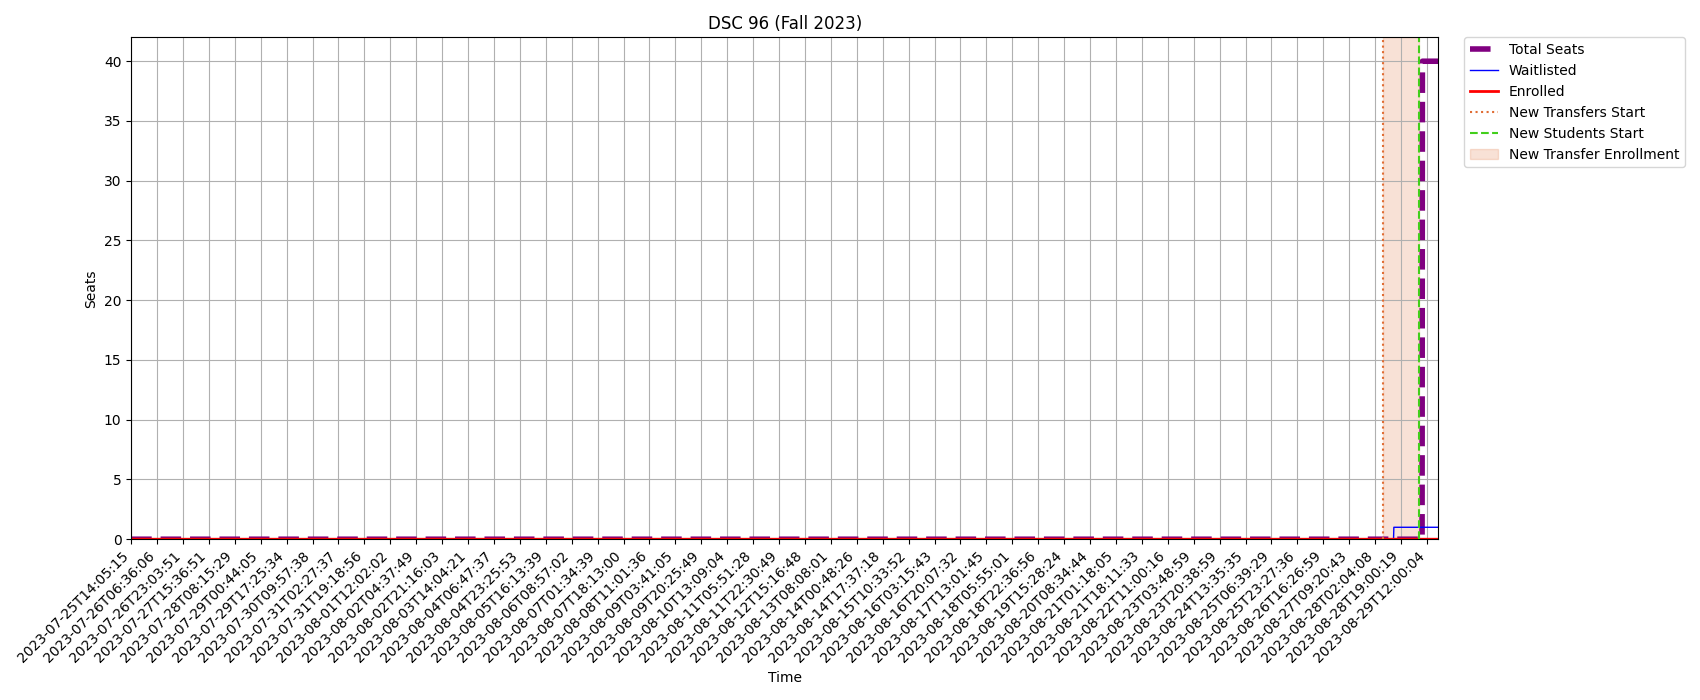 DSC 96 (Fall 2023)
Total Seats
Waitlisted
Enrolled
New Transfers Start
New Students Start
New Transfer Enrollment
Seats
40
35
30
25
20
15
10
5
0
2023-07-25T14:05:15
2023-07-26T06:36:06
2023-07-26T23:03:51
2023-07-27T15:36:51
2023-07-28T08:15:29
2023-07-29T00:44:05
2023-07-29T17:25:34
2023-07-30T09:57:38
2023-07-31T02:27:37
2023-07-31T19:18:56
2023-08-01T12:02:02
2023-08-02T04:37:49
2023-08-02T21:16:03
2023-08-03T14:04:21
2023-08-04T06:47:37
2023-08-04T23:25:53
2023-08-05T16:13:39
2023-08-06T08:57:02
2023-08-07T01:34:39
2023-08-07T18:13:00
2023-08-08T11:01:36
2023-08-09T03:41:05
2023-08-09T20:25:49
2023-08-10T13:09:04
2023-08-11T05:51:28
2023-08-11T22:30:49
2023-08-12T15:16:48
2023-08-13T08:08:01
2023-08-14T00:48:26
2023-08-14T17:37:18
2023-08-15T10:33:52
2023-08-16T03:15:43
2023-08-16T20:07:32
2023-08-17T13:01:45
2023-08-18T05:55:01
2023-08-18T22:36:56
2023-08-19T15:28:24
2023-08-20T08:34:44
2023-08-21T01:18:05
2023-08-21T18:11:33
2023-08-22T11:00:16
2023-08-23T03:48:59
2023-08-23T20:38:59
2023-08-24T13:35:35
2023-08-25T06:39:29
2023-08-25T23:27:36
2023-08-26T16:26:59
2023-08-27T09:20:43
2023-08-28T02:04:08
2023-08-28T19:00:19
2023-08-29T12:00:04
Time